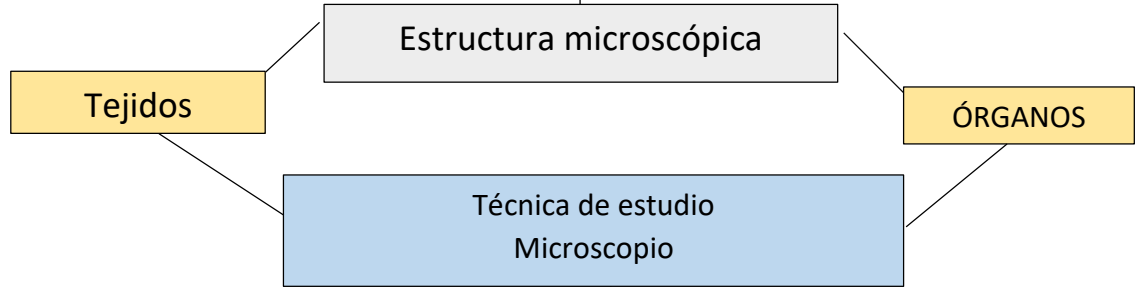 Estructura microscópica
Tejidos
ÓRGANOS
Técnica de estudio
Microscopio